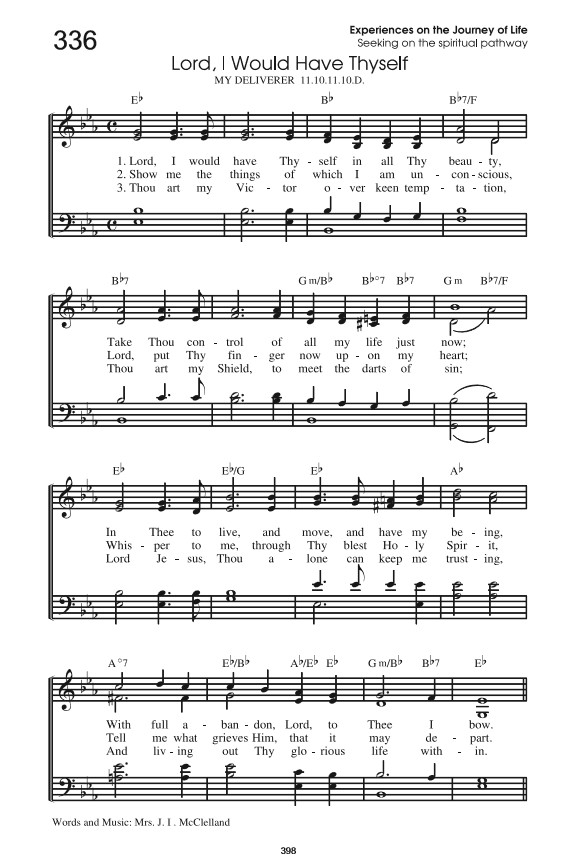 336
Experiences on the Journey of Life
Seeking on the spiritual pathway
Lord, I Would Have Thyself
MY DELIVERER 11.10.11.10.D.
E♭ B♭ B♭7/F
1. Lord, I would have Thy - self in all Thy beau - ty,
2. Show me the things of which I am un - con - scious,
3. Thou art my Vic - tor o - ver keen temp - ta - tion,
B♭7 Gm/B♭ B♭°7 B♭7 Gm B♭7/F
Take Thou con - trol of all my life just now;
Lord, put Thy fin - ger now up - on my heart;
Thou art my Shield, to meet the darts of sin;
E♭ E♭/G E♭ A♭
In Thee to live, and move, and have my be - ing,
Whis - per to me, through Thy blest Ho - ly Spir - it,
Lord Je - sus, Thou a - lone can keep me trust - ing,
A°7 E♭/B♭ A♭/E♭ E♭ Gm/B♭ B♭7 E♭
With full a - ban - don, Lord, to Thee I bow.
Tell me what grieves Him, that it may de - part.
And liv - ing out Thy glo - rious life with - in.
Words and Music: Mrs. J. I . McClelland
398